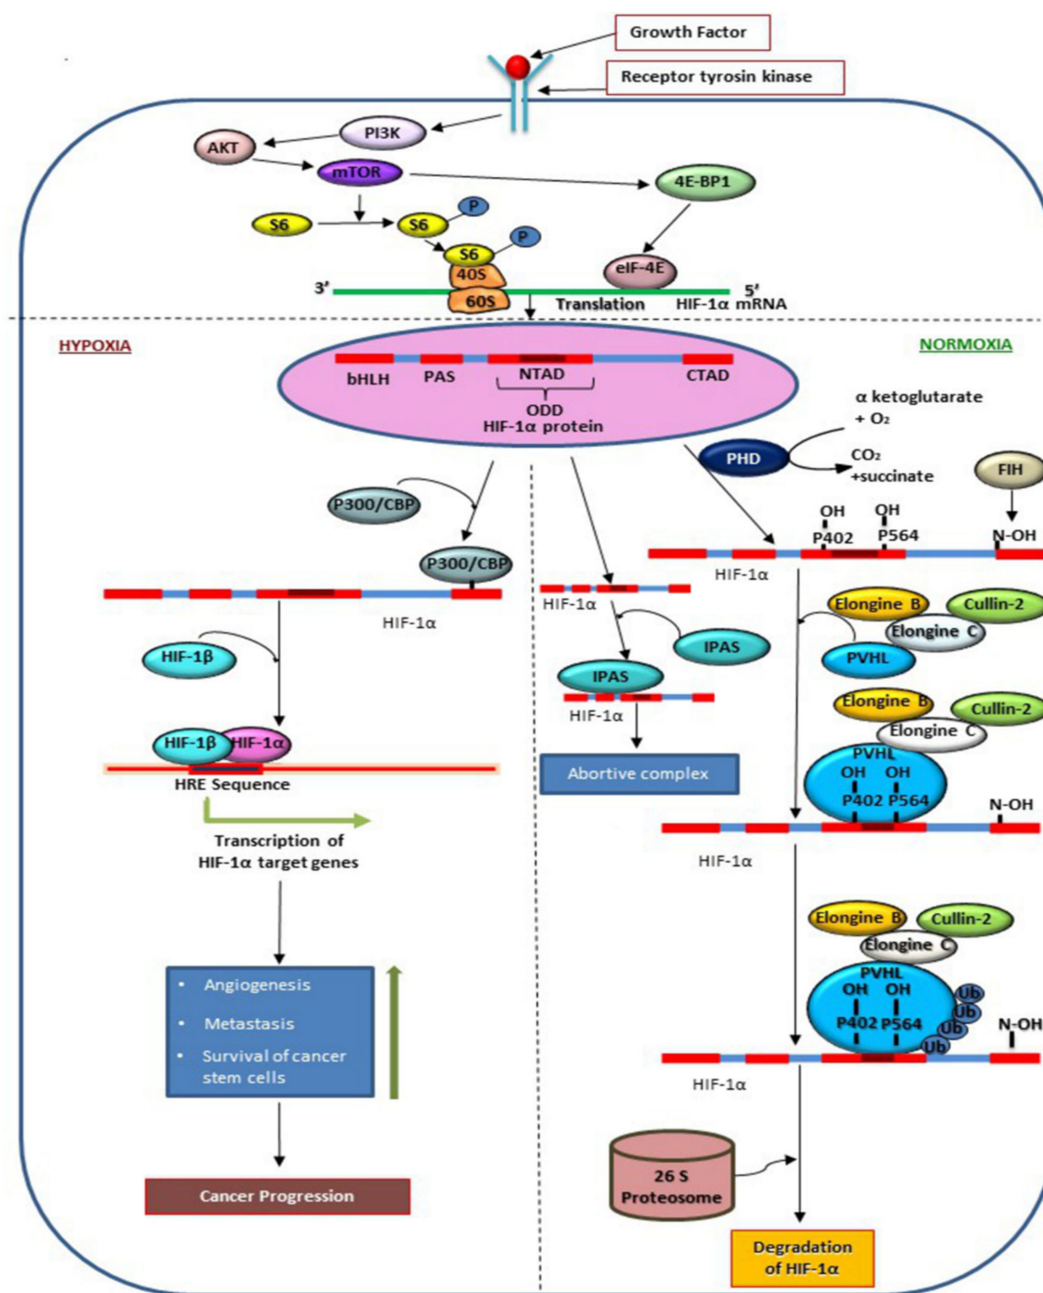 Growth Factor
Receptor tyrosin kinase
PI3K
AKT
mTOR
4E-BP1
S6
S6
P
S6
P
40S
60S
eIF-4E
3’
5’
Translation
HIF-1α mRNA
HYPOXIA
NORMOXIA
bHLH
PAS
NTAD
CTAD
ODD
HIF-1α protein
α ketoglutarate
+ O₂
PHD
CO₂
+succinate
FIH
P300/CBP
P300/CBP
HIF-1α
HIF-1β
HIF-1β
HIF-1α
HRE Sequence
Transcription of
HIF-1α target genes
• Angiogenesis
• Metastasis
• Survival of cancer
stem cells
Cancer Progression
HIF-1α
IPAS
IPAS
HIF-1α
Abortive complex
OH
OH
P402
P564
N-OH
HIF-1α
Elongine B
Cullin-2
Elongine C
PVHL
Elongine B
Cullin-2
Elongine C
PVHL
OH
OH
P402
P564
N-OH
HIF-1α
Elongine B
Cullin-2
Elongine C
PVHL
OH
OH
P402
P564
Ub
Ub
Ub
Ub
N-OH
HIF-1α
26 S
Proteosome
Degradation
of HIF-1α